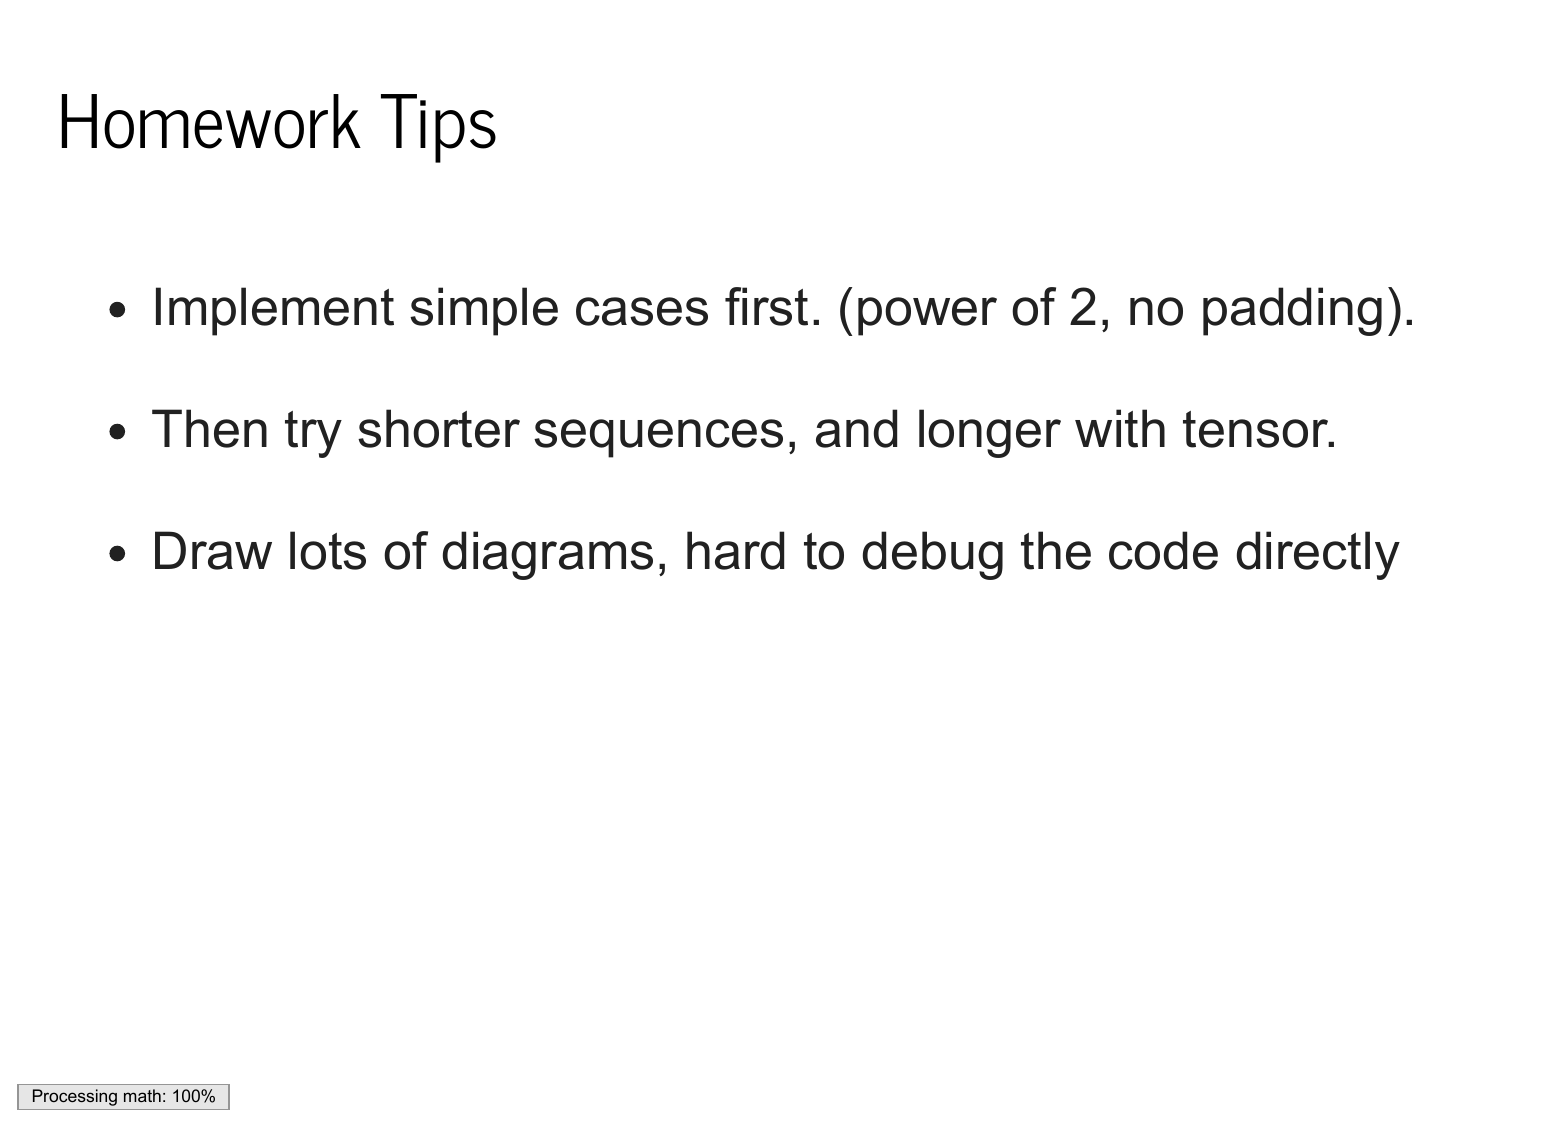 Homework Tips
• Implement simple cases first. (power of 2, no padding).
• Then try shorter sequences, and longer with tensor.
• Draw lots of diagrams, hard to debug the code directly
Processing math: 100%